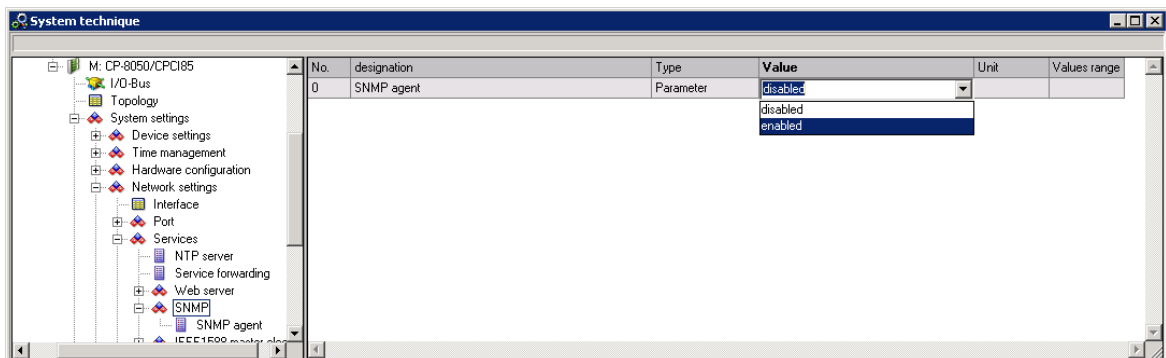 System technique
M: CP-8050/CPCI85
I/O-Bus
Topology
System settings
Device settings
Time management
Hardware configuration
Network settings
Interface
Port
Services
NTP server
Service forwarding
Web server
SNMP
SNMP agent
No. designation Type Value Unit Values range
0 SNMP agent Parameter disabled
disabled
enabled